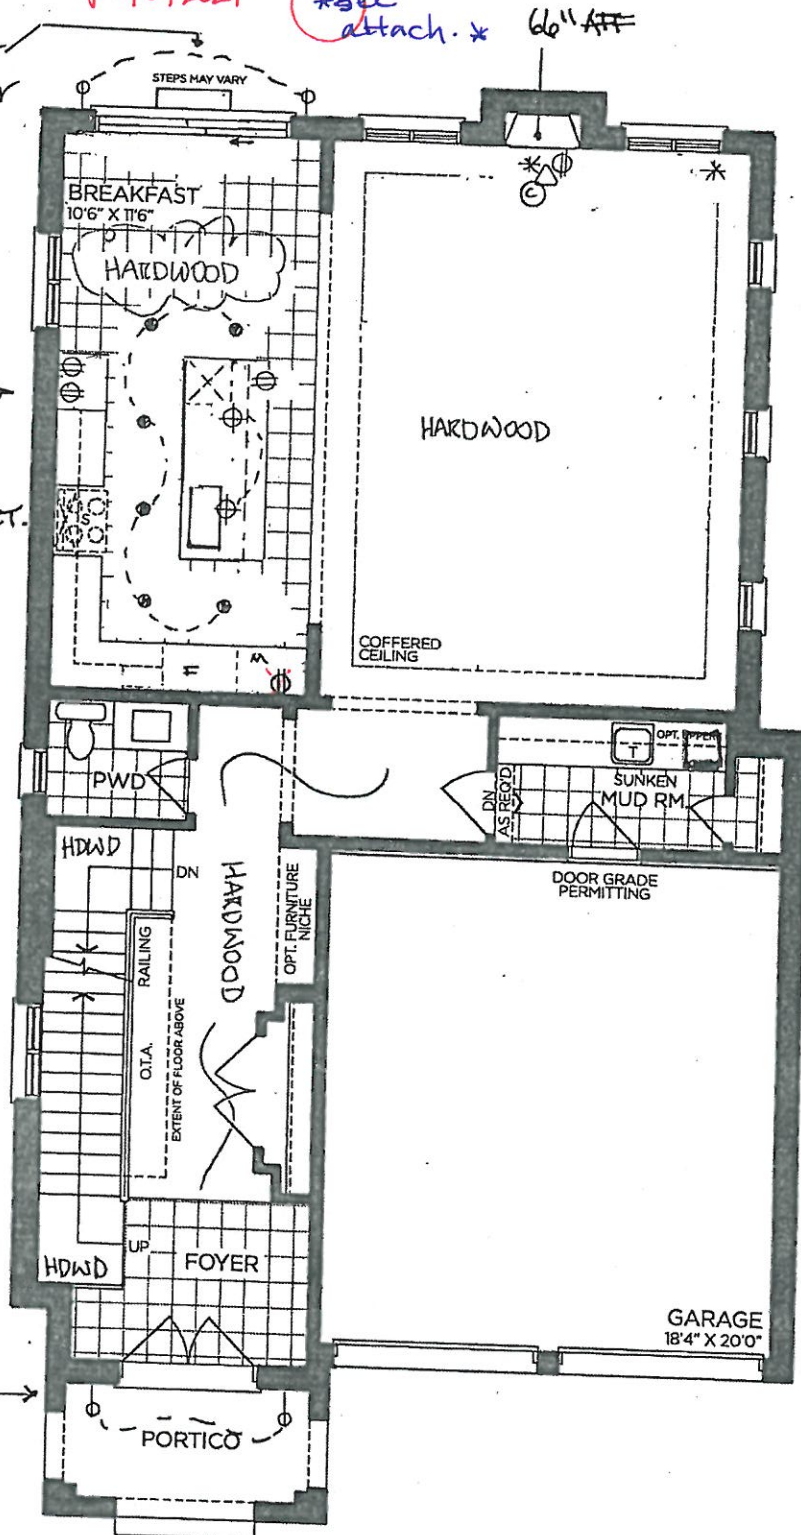 *see
attach. *
66" AFF
STEPS MAY VARY
BREAKFAST
10'6" X 11'6"
HARDWOOD
HARDWOOD
S
COFFERED
CEILING
C
M
PWD
OPT. UPPER
T
SUNKEN
MUD RM.
DN
AS REQ'D
HDWD
DN
HARDWOOD
OPT. FURNITURE
NICHE
DOOR GRADE
PERMITTING
RAILING
O.T.A.
EXTENT OF FLOOR ABOVE
UP
FOYER
HDWD
GARAGE
18'4" X 20'0"
PORTICO